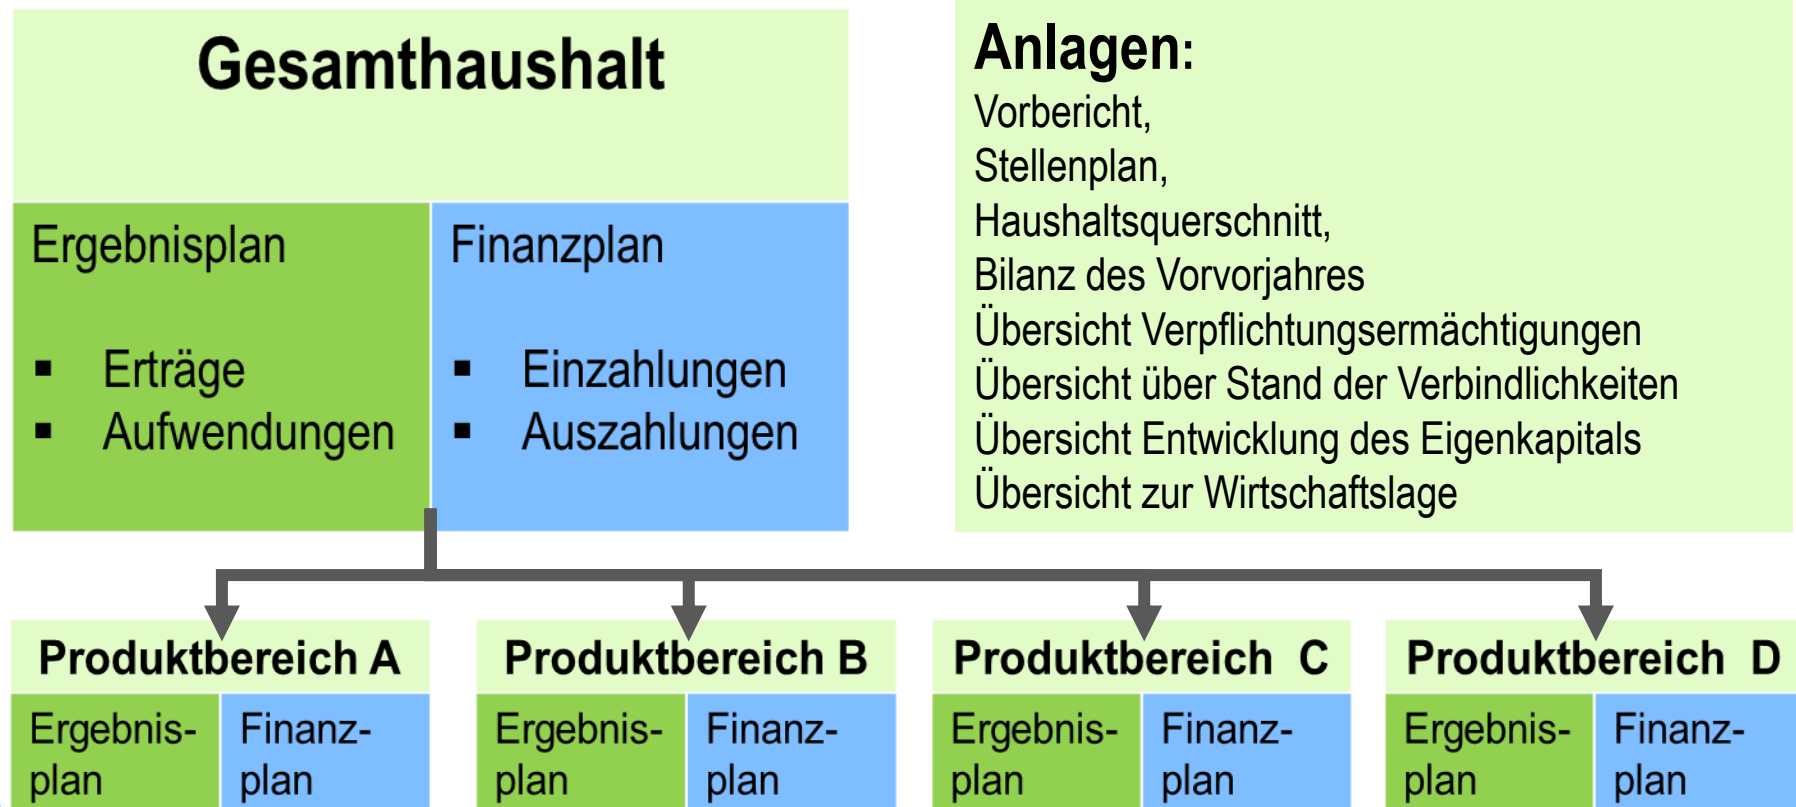 Gesamthaushalt
Ergebnisplan
▪ Erträge
▪ Aufwendungen
Finanzplan
▪ Einzahlungen
▪ Auszahlungen
Anlagen:
Vorbericht,
Stellenplan,
Haushaltsquerschnitt,
Bilanz des Vorvorjahres
Übersicht Verpflichtungsermächtigungen
Übersicht über Stand der Verbindlichkeiten
Übersicht Entwicklung des Eigenkapitals
Übersicht zur Wirtschaftslage
Produktbereich A
Ergebnis-
plan
Finanz-
plan
Produktbereich B
Ergebnis-
plan
Finanz-
plan
Produktbereich C
Ergebnis-
plan
Finanz-
plan
Produktbereich D
Ergebnis-
plan
Finanz-
plan